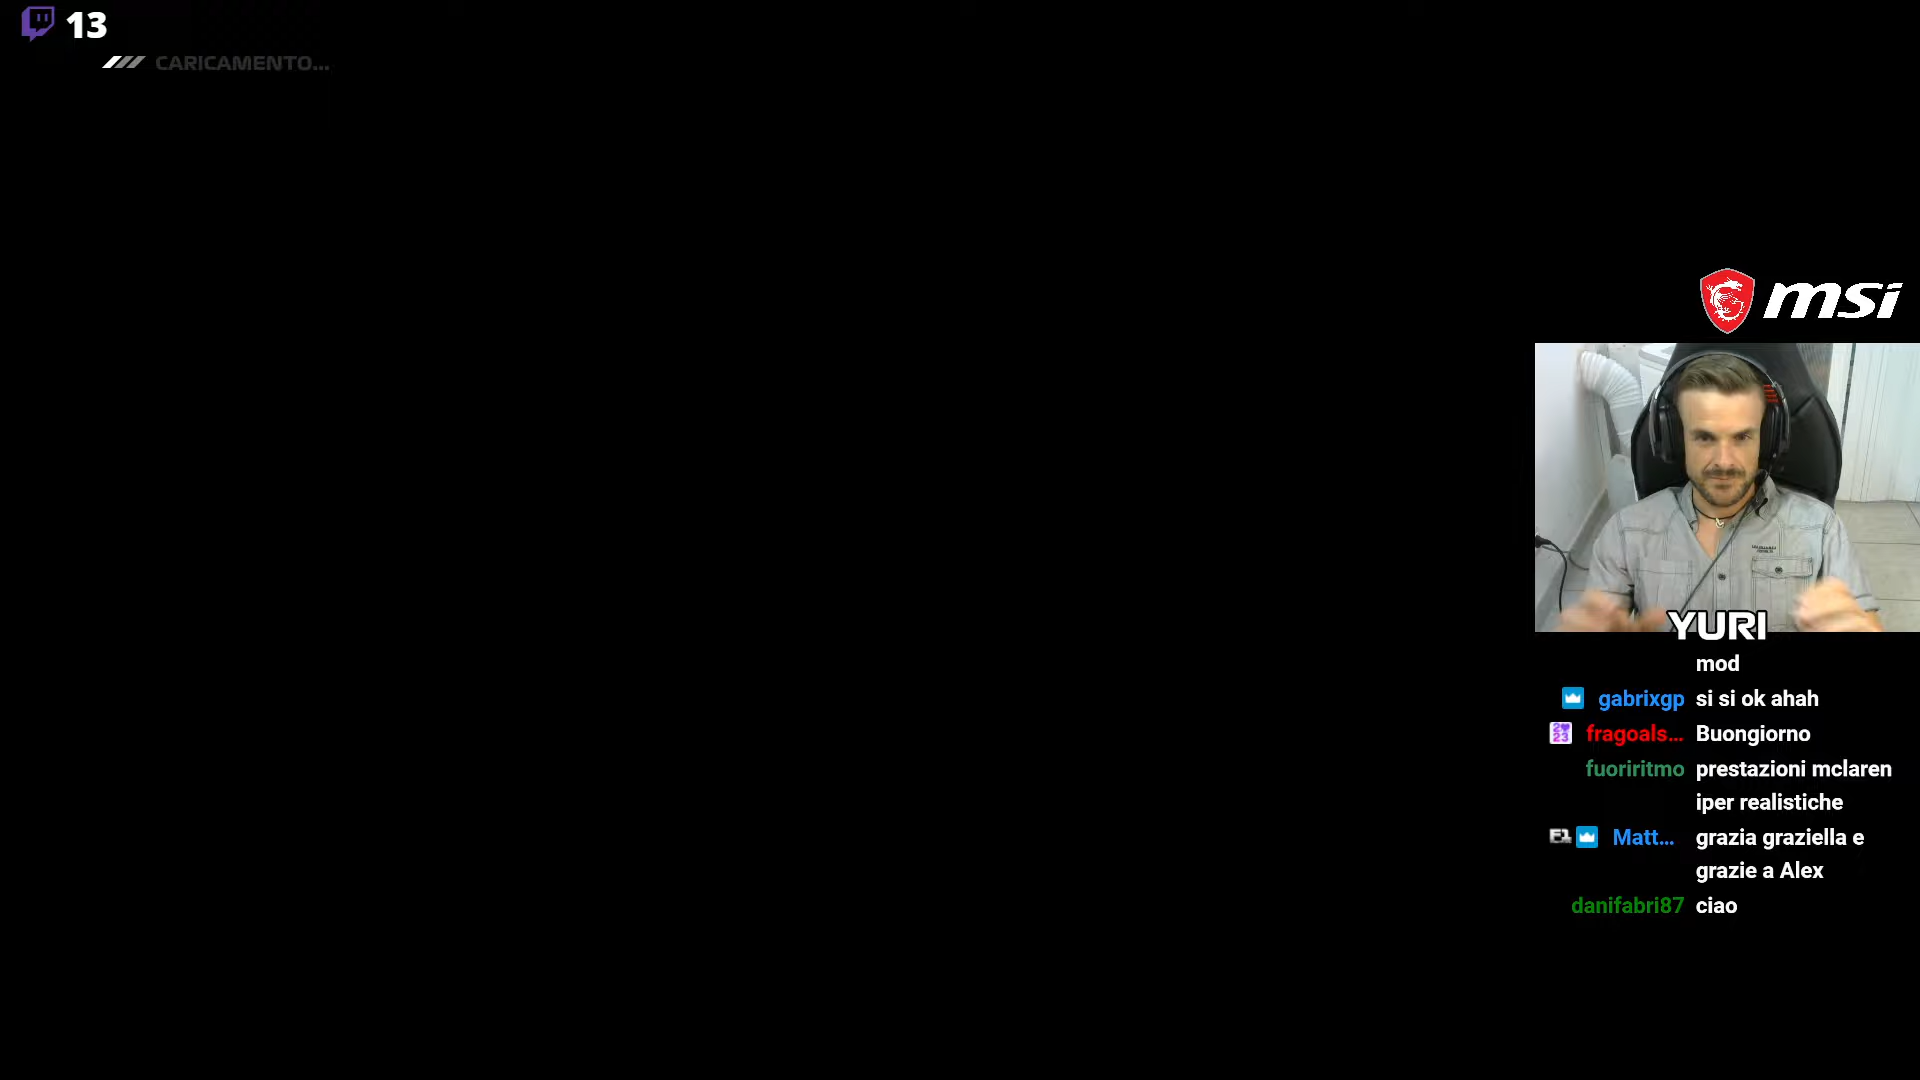 13
CARICAMENTO...
msi
YURI
mod
gabrixgp si si ok ahah
fragoals... Buongiorno
fuoriritmo prestazioni mclaren
iper realistiche
F1 Matt... grazia graziella e
grazie a Alex
danifabri87 ciao